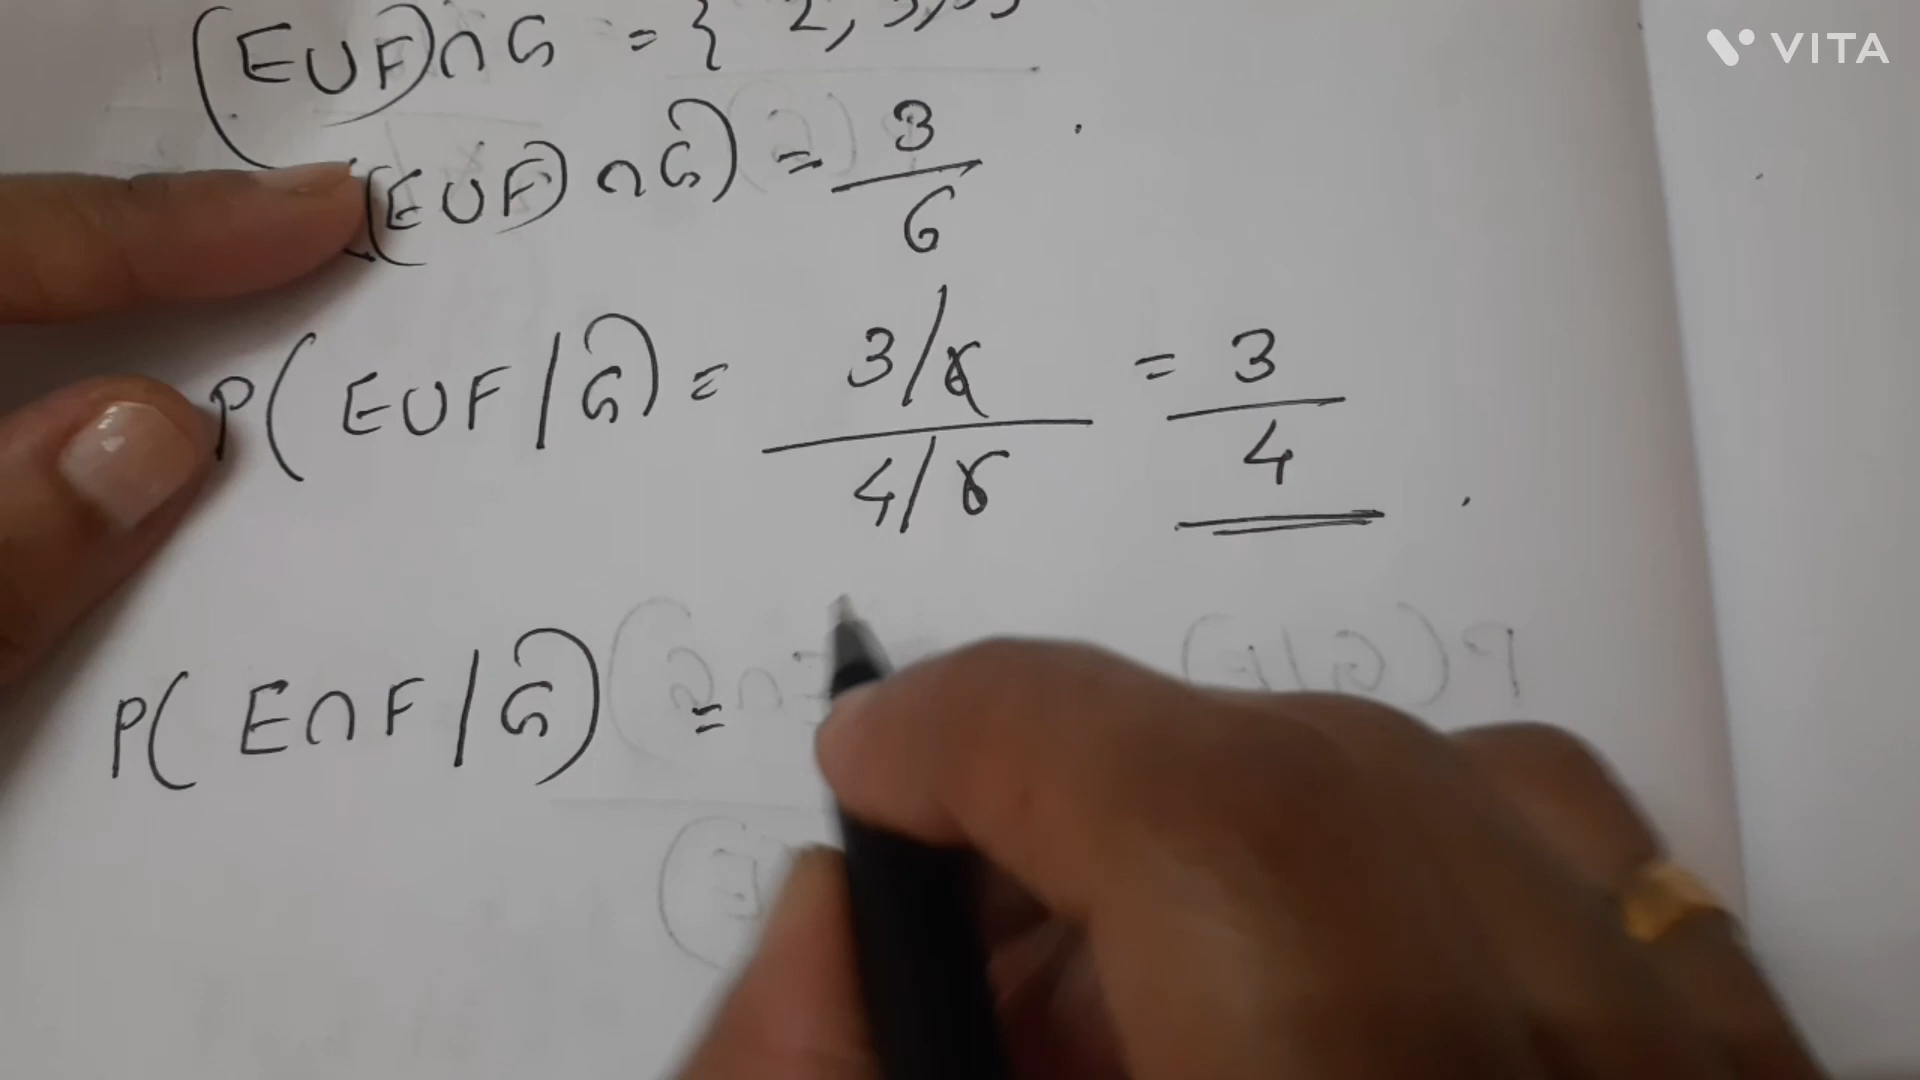 (E∪F)∩G = { 2, 3, 5
VITA
(E∪F)∩G) = 3/6 .
P(E∪F/G) = 3/6 / 4/6 = 3/4 .
P(E∩F/G) =